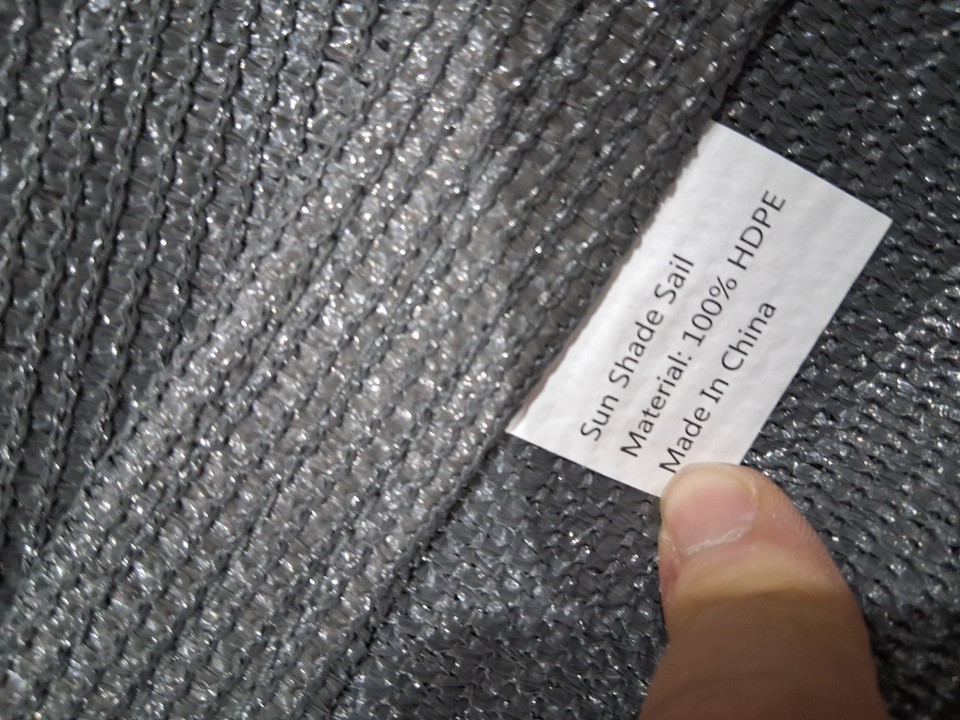 Sun Shade Sail
Material: 100% HDPE
Made In China